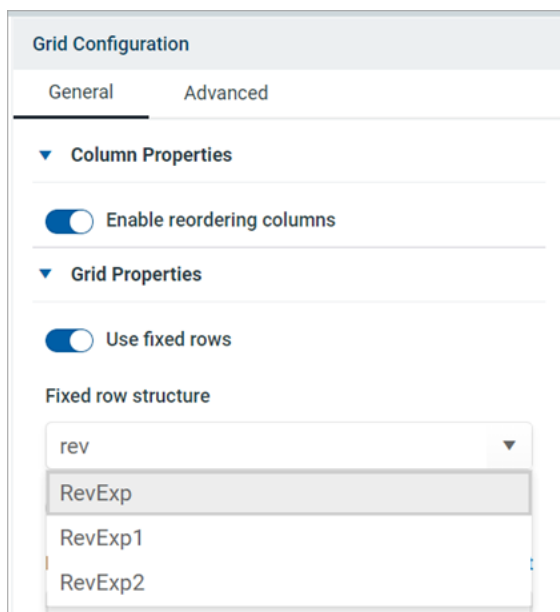 Grid Configuration
General Advanced
Column Properties
Enable reordering columns
Grid Properties
Use fixed rows
Fixed row structure
rev
RevExp
RevExp1
RevExp2